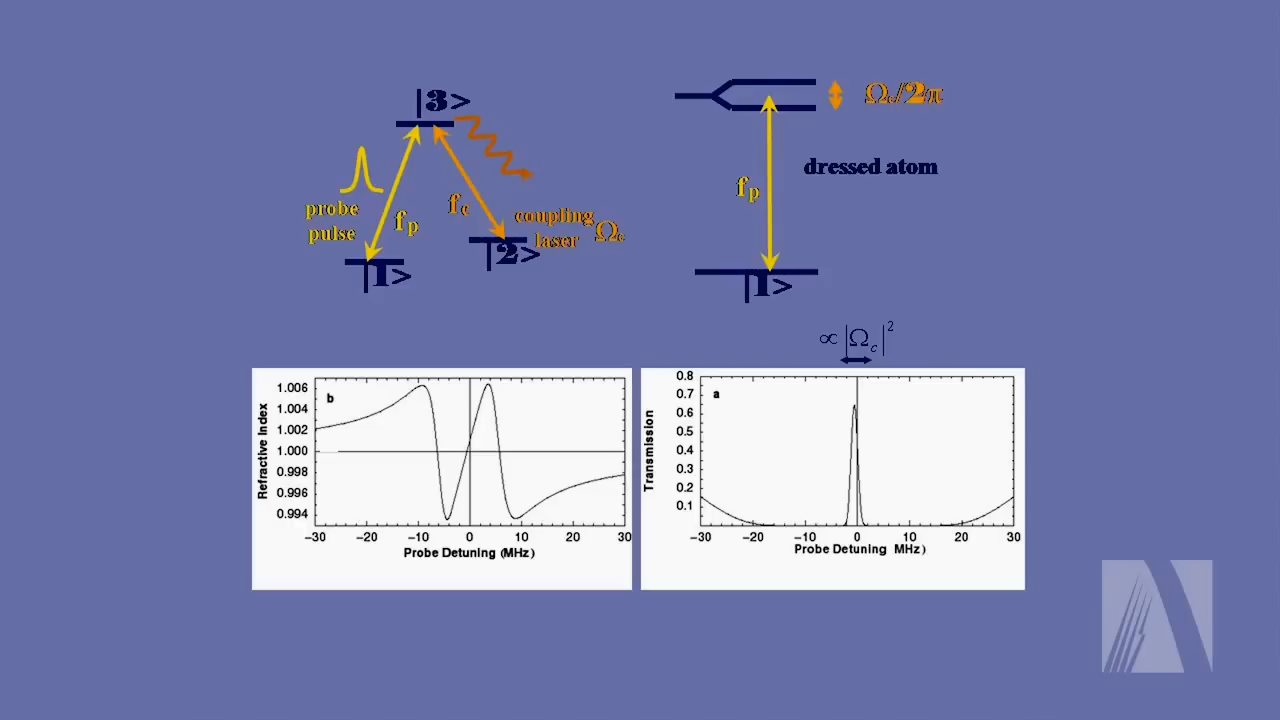 |3>
probe
pulse
f_p
f_c
coupling
laser Ω_c
|1>
|2>
Ω_c/2π
dressed atom
f_p
|1>
∝ |Ω_c|^2
b
Refractive Index
1.006
1.004
1.002
1.000
0.998
0.996
0.994
−30 −20 −10 0 10 20 30
Probe Detuning (MHz)
a
Transmission
0.8
0.7
0.6
0.5
0.4
0.3
0.2
0.1
−30 −20 −10 0 10 20 30
Probe Detuning MHz)